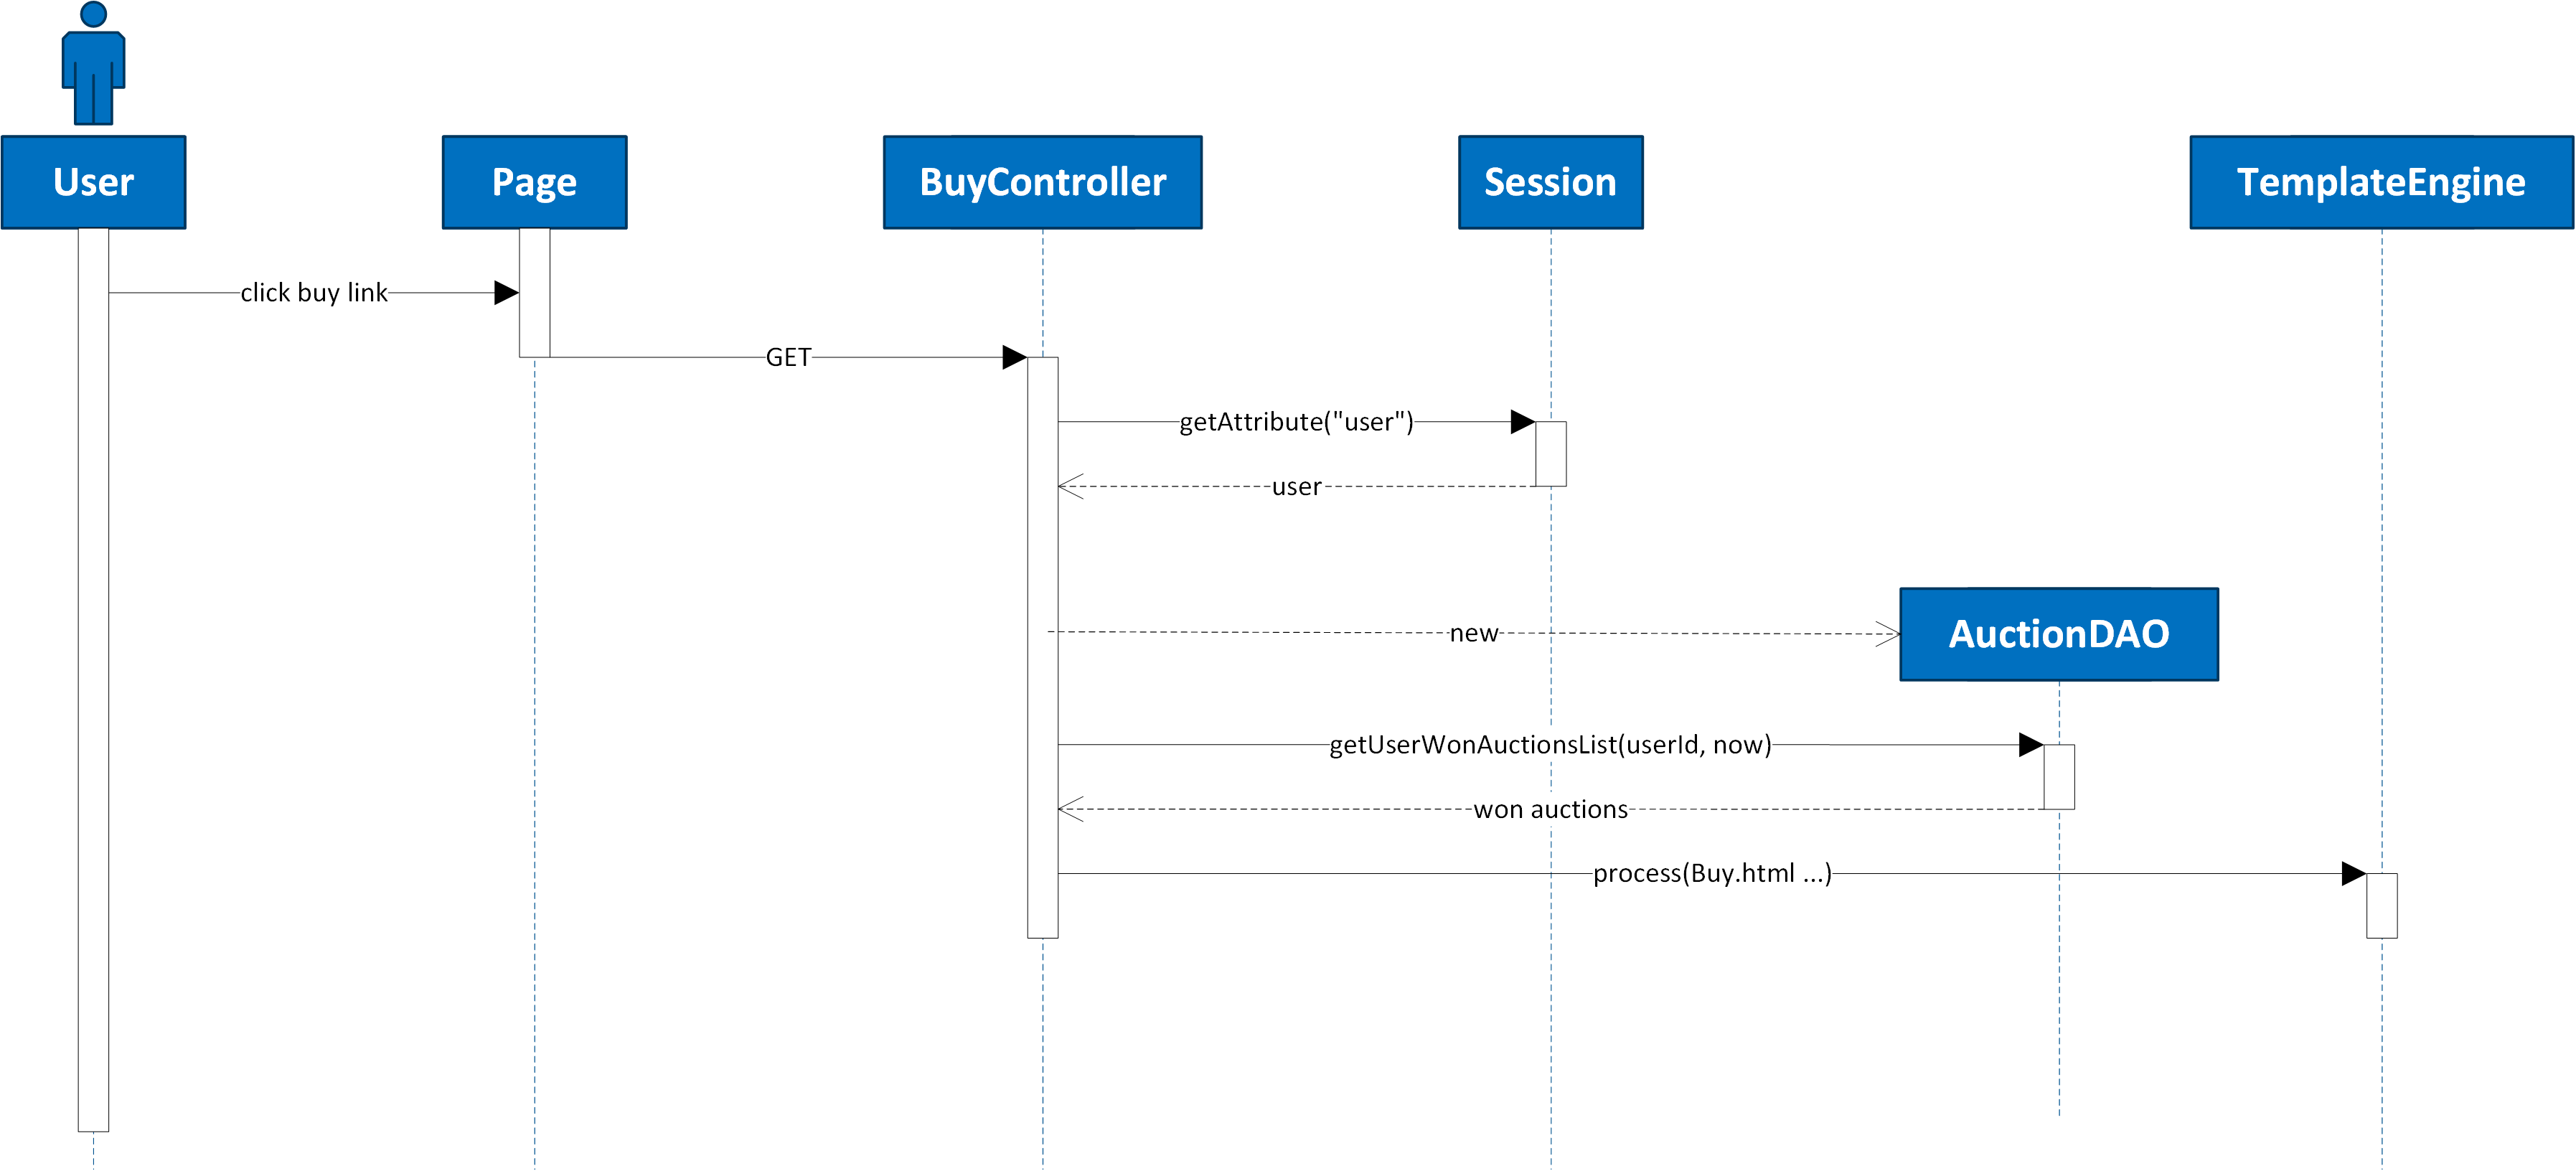 User
Page
BuyController
Session
TemplateEngine
click buy link
GET
getAttribute("user")
user
new
AuctionDAO
getUserWonAuctionsList(userId, now)
won auctions
process(Buy.html ...)